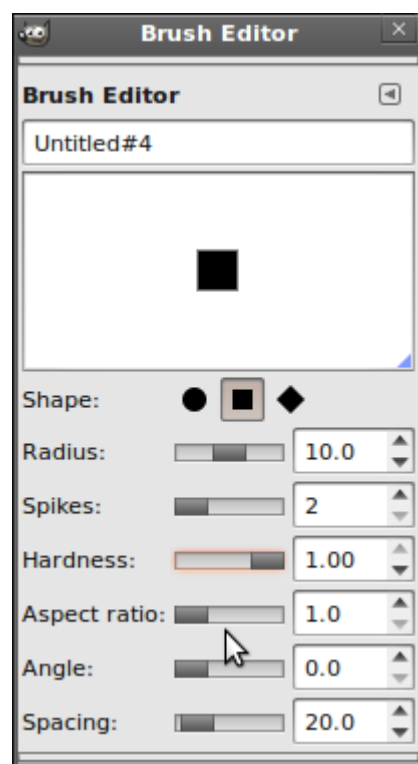 Brush Editor
Brush Editor
Untitled#4
Shape:
Radius: 10.0
Spikes: 2
Hardness: 1.00
Aspect ratio: 1.0
Angle: 0.0
Spacing: 20.0